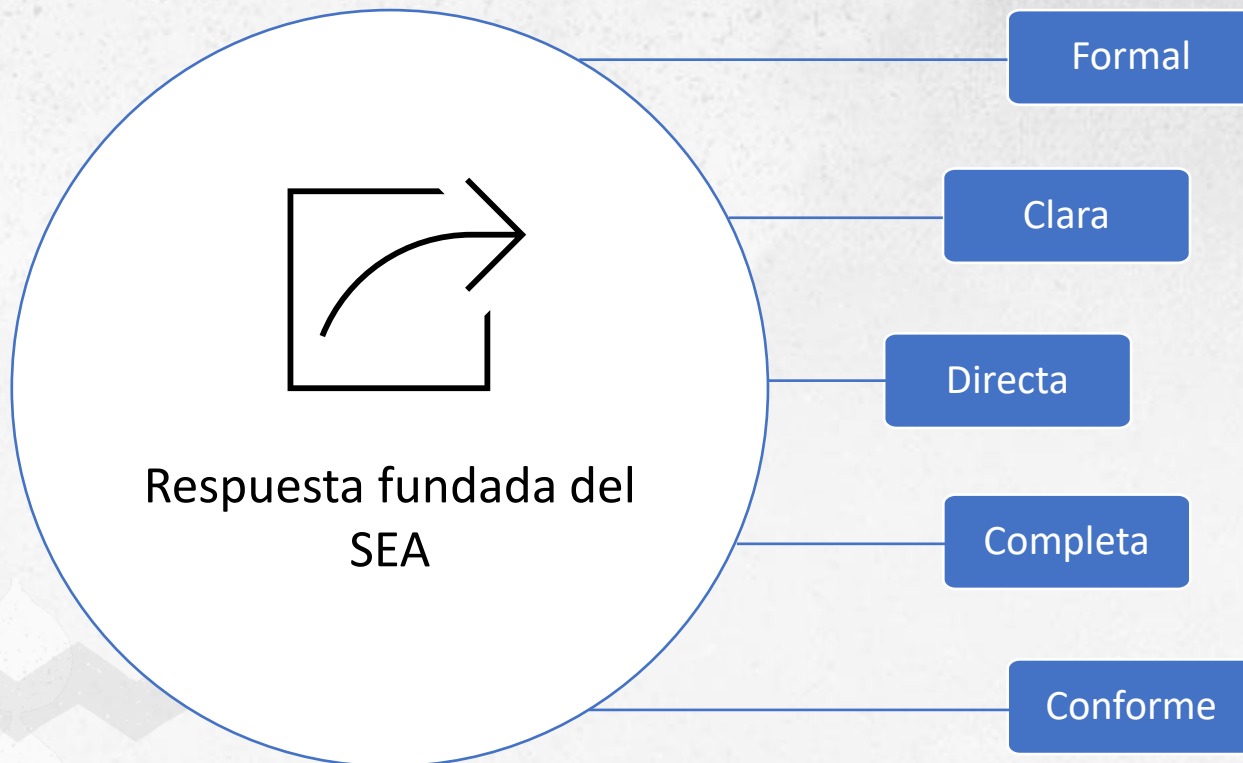 Respuesta fundada del
SEA
Formal
Clara
Directa
Completa
Conforme